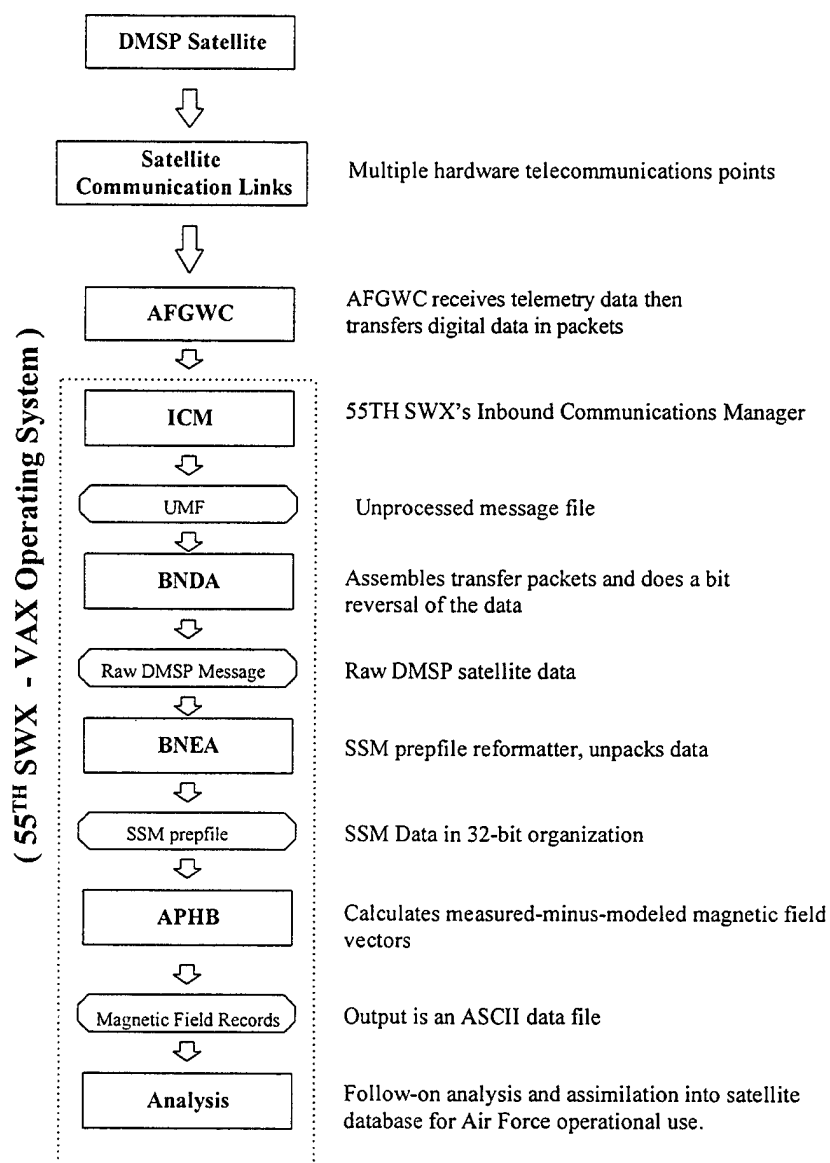 DMSP Satellite
Satellite
Communication Links
Multiple hardware telecommunications points
AFGWC
AFGWC receives telemetry data then
transfers digital data in packets
( 55TH SWX - VAX Operating System )
ICM
55TH SWX's Inbound Communications Manager
UMF
Unprocessed message file
BNDA
Assembles transfer packets and does a bit
reversal of the data
Raw DMSP Message
Raw DMSP satellite data
BNEA
SSM prepfile reformatter, unpacks data
SSM prepfile
SSM Data in 32-bit organization
APHB
Calculates measured-minus-modeled magnetic field
vectors
Magnetic Field Records
Output is an ASCII data file
Analysis
Follow-on analysis and assimilation into satellite
database for Air Force operational use.